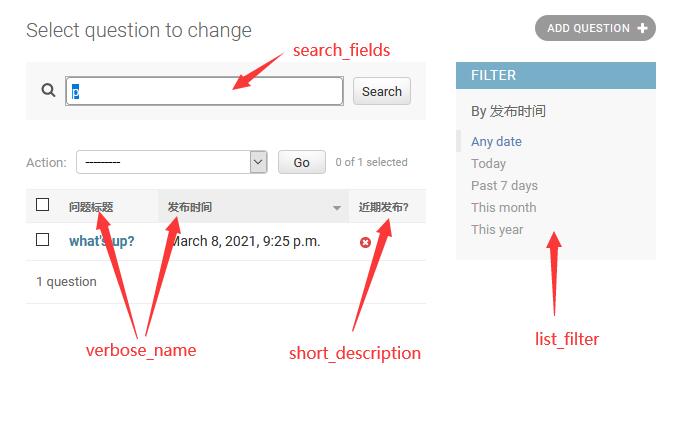 Select question to change
ADD QUESTION +
search_fields
p
Search
FILTER
By 发布时间
Any date
Today
Past 7 days
This month
This year
Action:
---------
Go
0 of 1 selected
问题标题
发布时间
近期发布?
what's up?
March 8, 2021, 9:25 p.m.
1 question
verbose_name
short_description
list_filter